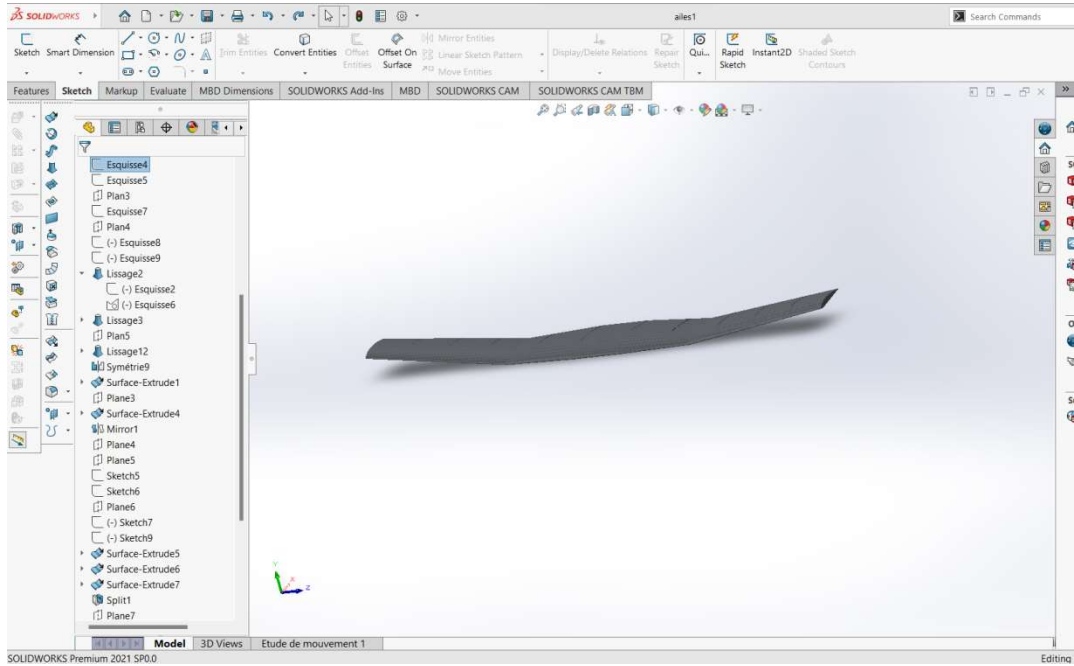 SOLIDWORKS
ailes1
Search Commands
Sketch
Smart Dimension
Trim Entities
Convert Entities
Offset Entities
Offset On Surface
Mirror Entities
Linear Sketch Pattern
Move Entities
Display/Delete Relations
Repair Sketch
Qui...
Rapid Sketch
Instant2D
Shaded Sketch Contours
Features
Sketch
Markup
Evaluate
MBD Dimensions
SOLIDWORKS Add-Ins
MBD
SOLIDWORKS CAM
SOLIDWORKS CAM TBM
Esquisse4
Esquisse5
Plan3
Esquisse7
Plan4
(-) Esquisse8
(-) Esquisse9
Lissage2
(-) Esquisse2
(-) Esquisse6
Lissage3
Plan5
Lissage12
Symétrie9
Surface-Extrude1
Plane3
Surface-Extrude4
Mirror1
Plane4
Plane5
Sketch5
Sketch6
Plane6
(-) Sketch7
(-) Sketch9
Surface-Extrude5
Surface-Extrude6
Surface-Extrude7
Split1
Plane7
Y
X
Z
Model
3D Views
Etude de mouvement 1
SOLIDWORKS Premium 2021 SP0.0
Editing